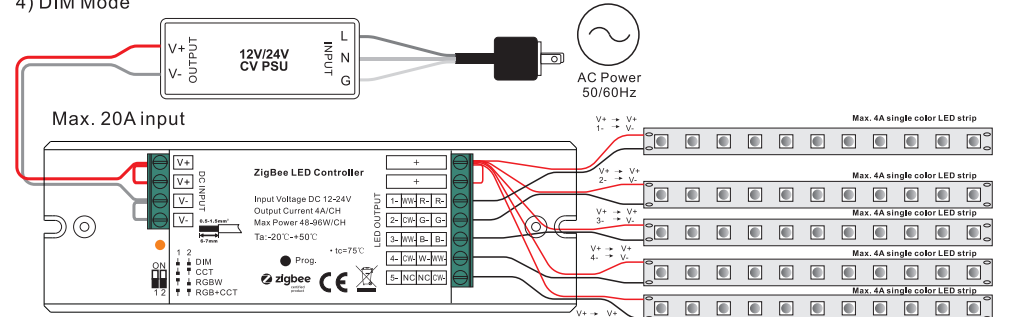 4) DIM Mode
V+
V-
OUTPUT
12V/24V
CV PSU
INPUT
L
N
G
AC Power
50/60Hz
Max. 20A input
V+
V+
V-
V-
DC INPUT
0.5-1.5mm²
6-7mm
ON
1 2
1 2
DIM
CCT
RGBW
RGB+CCT
ZigBee LED Controller
Input Voltage DC 12-24V
Output Current 4A/CH
Max Power 48-96W/CH
Ta:-20℃-+50℃
• tc=75℃
Prog.
zigbee
certified
product
CE
LED OUTPUT
+
+
1- WW- R- R-
2- CW- G- G-
3- WW- B- B-
4- CW- W- WW-
5- NC NC CW-
V+ → V+
1- → V-
Max. 4A single color LED strip
V+ → V+
2- → V-
Max. 4A single color LED strip
V+ → V+
3- → V-
Max. 4A single color LED strip
V+ → V+
4- → V-
Max. 4A single color LED strip
V+ → V+
Max. 4A single color LED strip